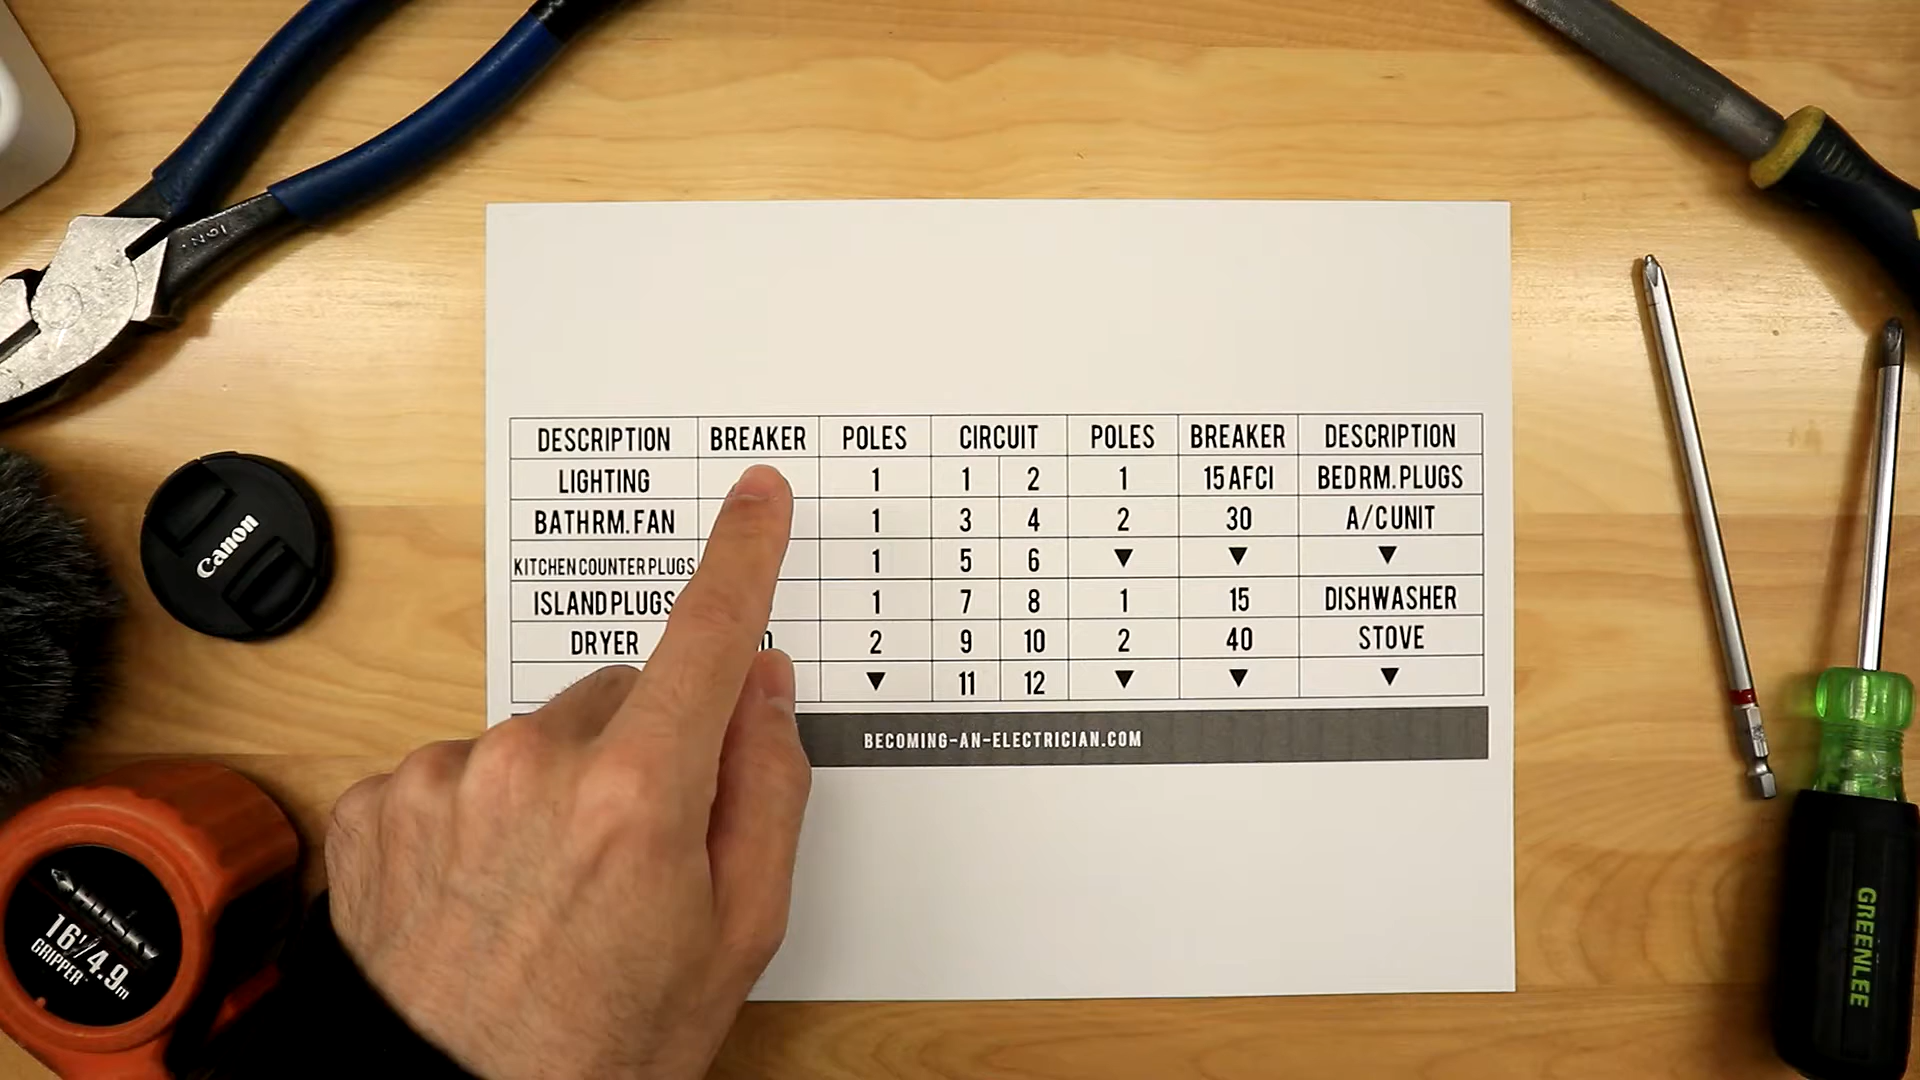 DESCRIPTION BREAKER POLES CIRCUIT POLES BREAKER DESCRIPTION
LIGHTING 1 1 2 1 15 AFCI BEDRM. PLUGS
BATHRM. FAN 1 3 4 2 30 A/C UNIT
KITCHEN COUNTER PLUGS 1 5 6 ▼ ▼ ▼
ISLAND PLUGS 1 7 8 1 15 DISHWASHER
DRYER 2 9 10 2 40 STOVE
▼ 11 12 ▼ ▼ ▼
BECOMING-AN-ELECTRICIAN.COM
Canon
HUSKY
16'/4.9m
GRIPPER
GREENLEE